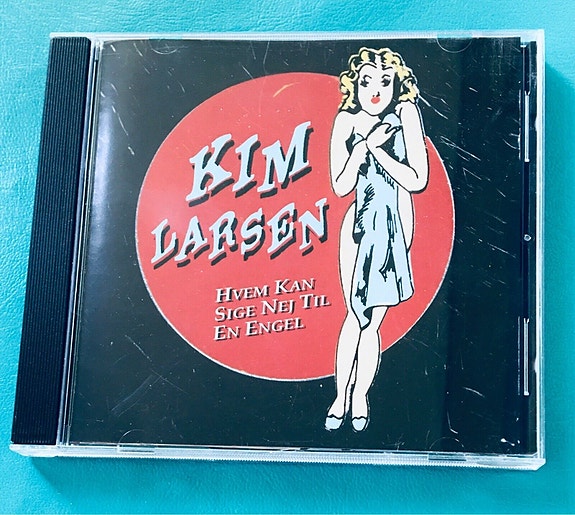 KIM
LARSEN
HVEM KAN
SIGE NEJ TIL
EN ENGEL